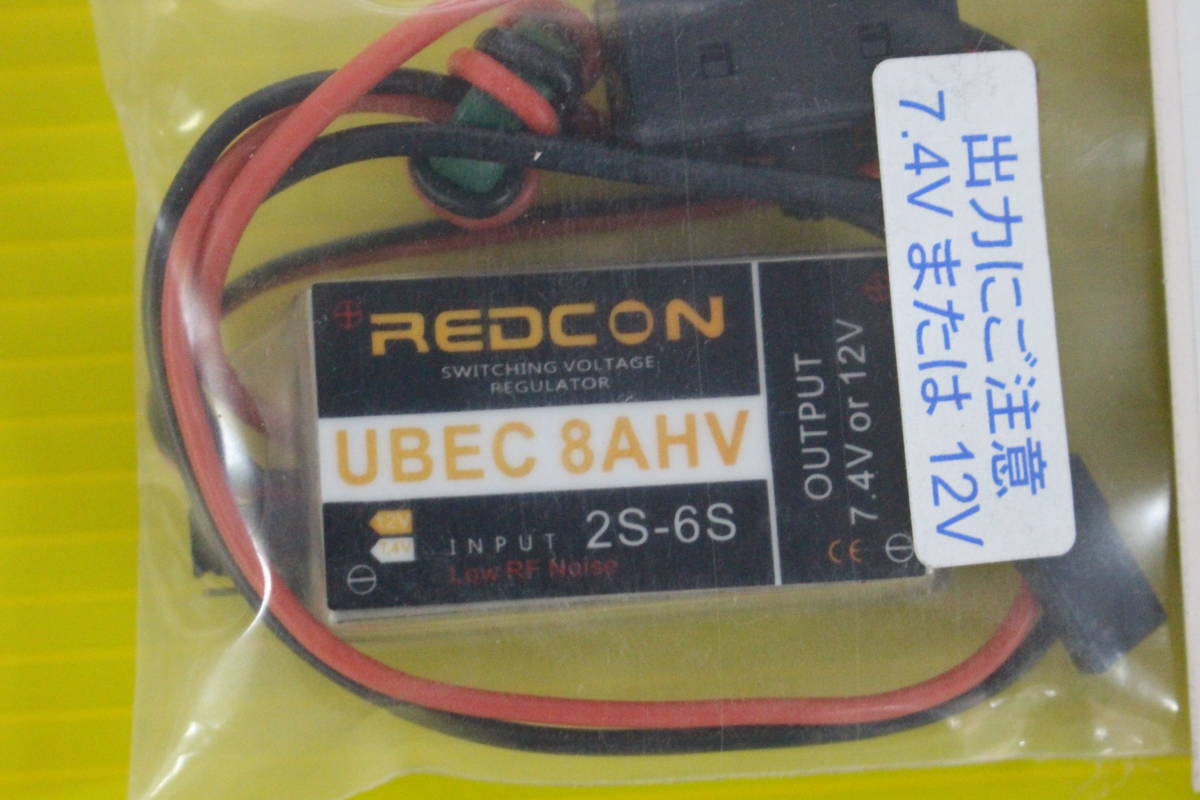 REDCON
SWITCHING VOLTAGE
REGULATOR
UBEC 8AHV
12V
7.4V
INPUT 2S-6S
Low RF Noise
OUTPUT
7.4V or 12V
CE
出力にご注意
7.4V または 12V